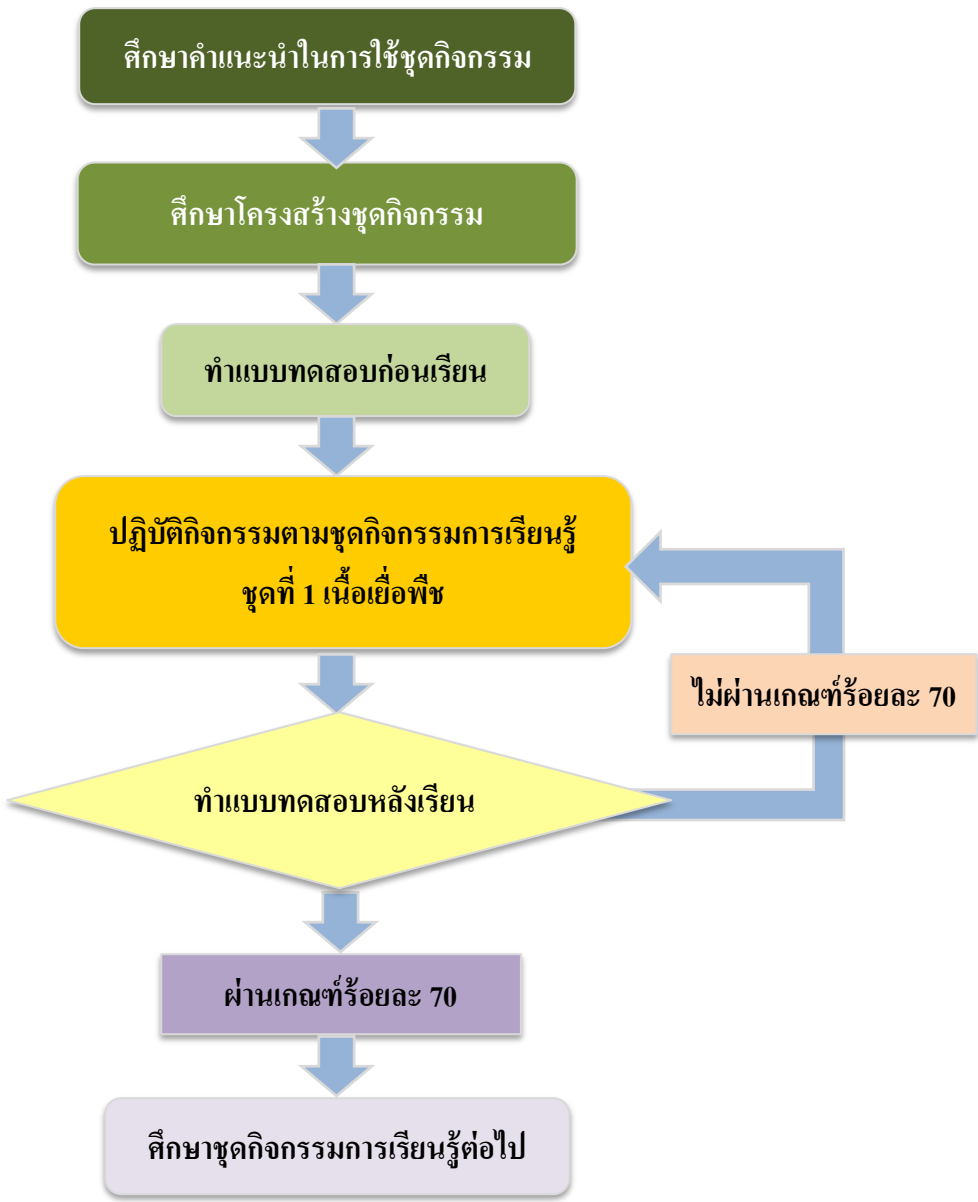 ศึกษาคำแนะนำในการใช้ชุดกิจกรรม
ศึกษาโครงสร้างชุดกิจกรรม
ทำแบบทดสอบก่อนเรียน
ปฏิบัติกิจกรรมตามชุดกิจกรรมการเรียนรู้
ชุดที่ 1 เนื้อเยื่อพืช
ไม่ผ่านเกณฑ์ร้อยละ 70
ทำแบบทดสอบหลังเรียน
ผ่านเกณฑ์ร้อยละ 70
ศึกษาชุดกิจกรรมการเรียนรู้ต่อไป